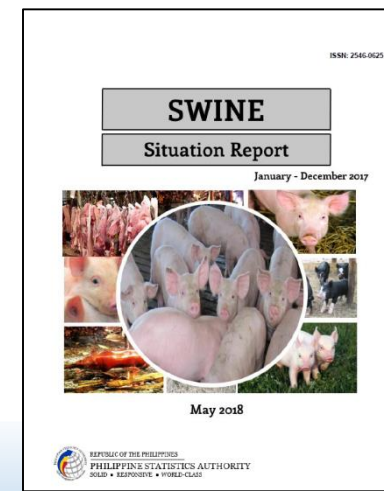 ISSN: 2546-0625
SWINE
Situation Report
January - December 2017
May 2018
REPUBLIC OF THE PHILIPPINES
PHILIPPINE STATISTICS AUTHORITY
SOLID • RESPONSIVE • WORLD-CLASS